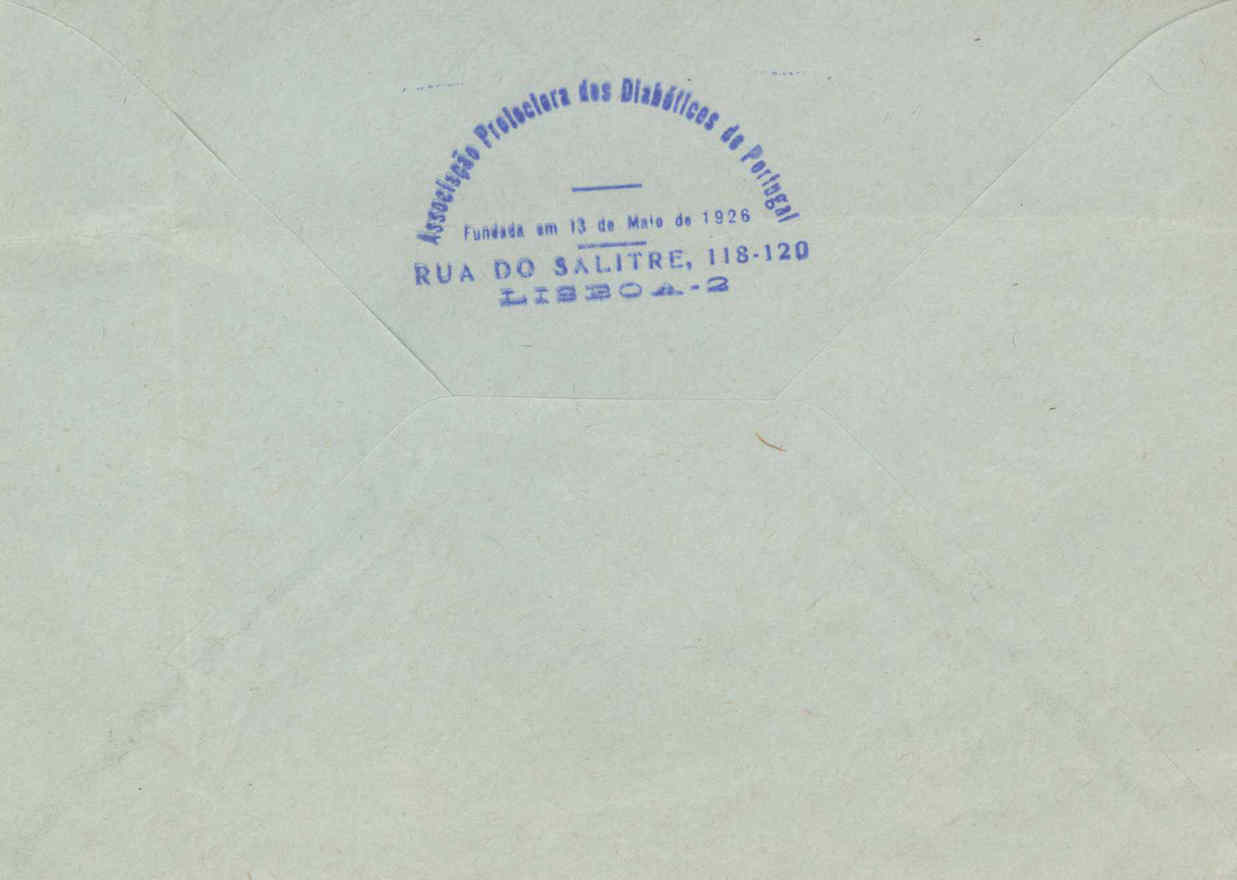 Associação Protectora dos Diabéticos de Portugal
Fundada em 13 de Maio de 1926
RUA DO SALITRE, 118-120
LISBOA-2